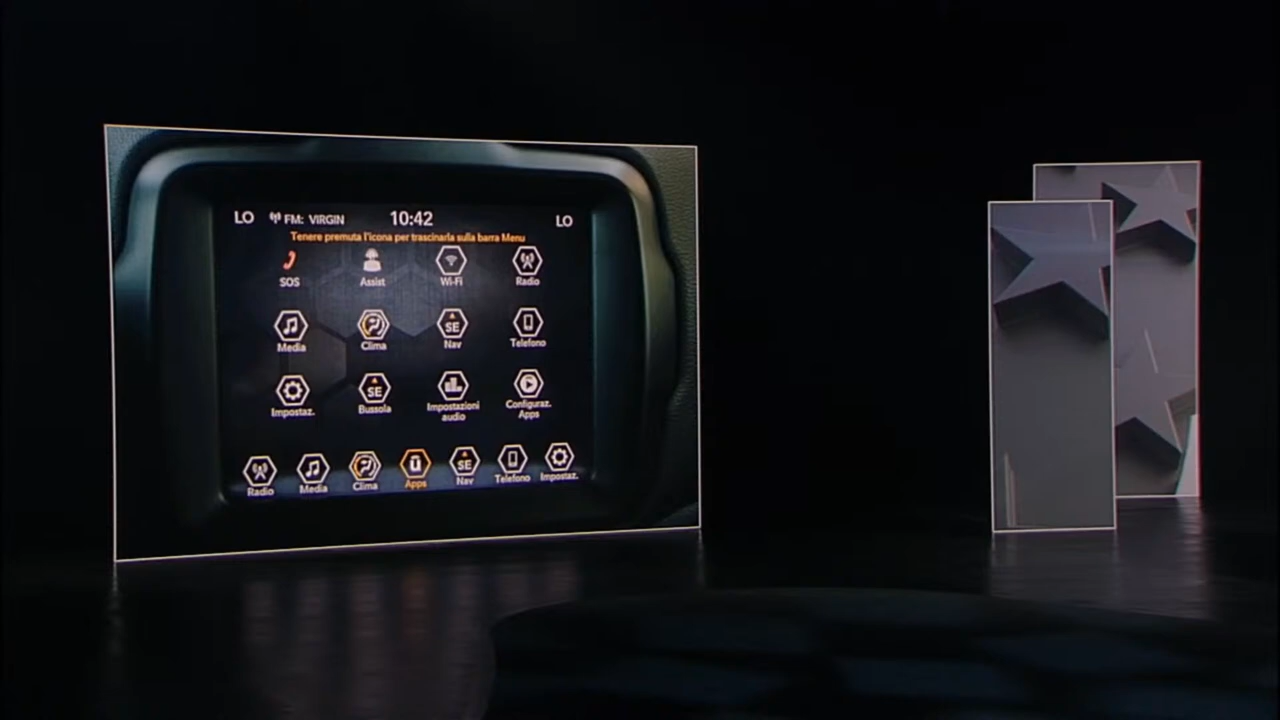 LO FM: VIRGIN 10:42 LO
Tenere premuta l'icona per trascinarla sulla barra Menu
SOS Assist Wi-Fi Radio
SE
Media Clima Nav Telefono
SE
Impostaz. Bussola Impostazioni audio Configuraz. Apps
SE
Radio Media Clima Apps Nav Telefono Impostaz.